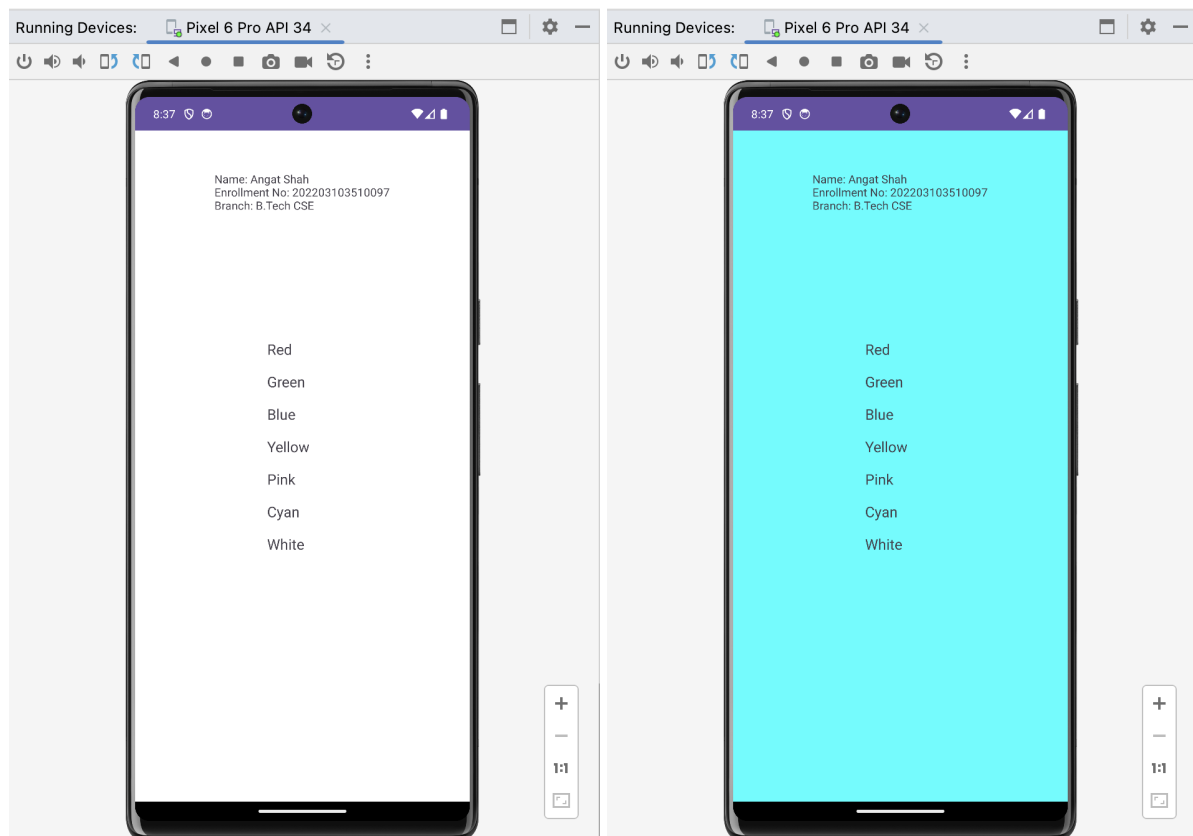 Running Devices: Pixel 6 Pro API 34
8:37
Name: Angat Shah
Enrollment No: 202203103510097
Branch: B.Tech CSE
Red
Green
Blue
Yellow
Pink
Cyan
White
1:1
Running Devices: Pixel 6 Pro API 34
8:37
Name: Angat Shah
Enrollment No: 202203103510097
Branch: B.Tech CSE
Red
Green
Blue
Yellow
Pink
Cyan
White
1:1